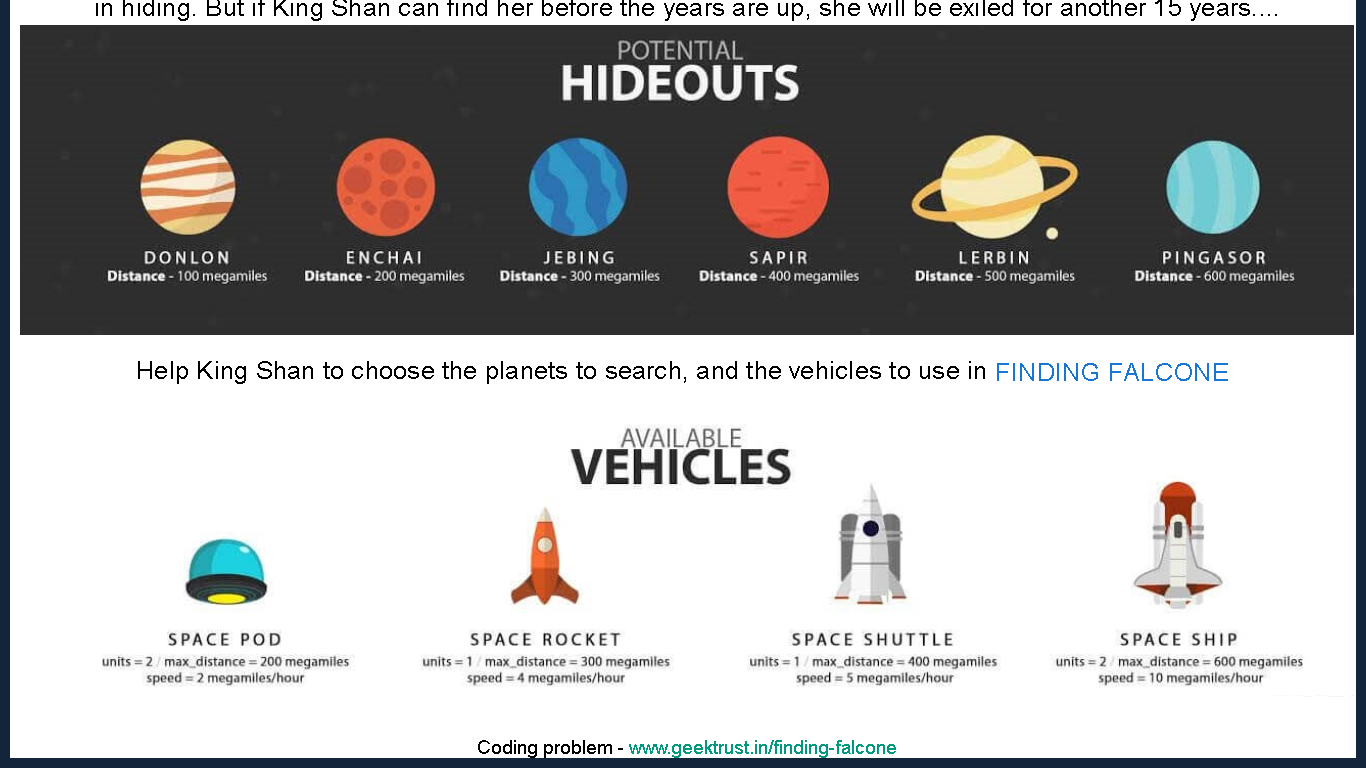 in hiding. But if King Shan can find her before the years are up, she will be exiled for another 15 years....
POTENTIAL
HIDEOUTS
DONLON
Distance - 100 megamiles
ENCHAI
Distance - 200 megamiles
JEBING
Distance - 300 megamiles
SAPIR
Distance - 400 megamiles
LERBIN
Distance - 500 megamiles
PINGASOR
Distance - 600 megamiles
Help King Shan to choose the planets to search, and the vehicles to use in FINDING FALCONE
AVAILABLE
VEHICLES
SPACE POD
units = 2 / max_distance = 200 megamiles
speed = 2 megamiles/hour
SPACE ROCKET
units = 1 / max_distance = 300 megamiles
speed = 4 megamiles/hour
SPACE SHUTTLE
units = 1 / max_distance = 400 megamiles
speed = 5 megamiles/hour
SPACE SHIP
units = 2 / max_distance = 600 megamiles
speed = 10 megamiles/hour
Coding problem - www.geektrust.in/finding-falcone